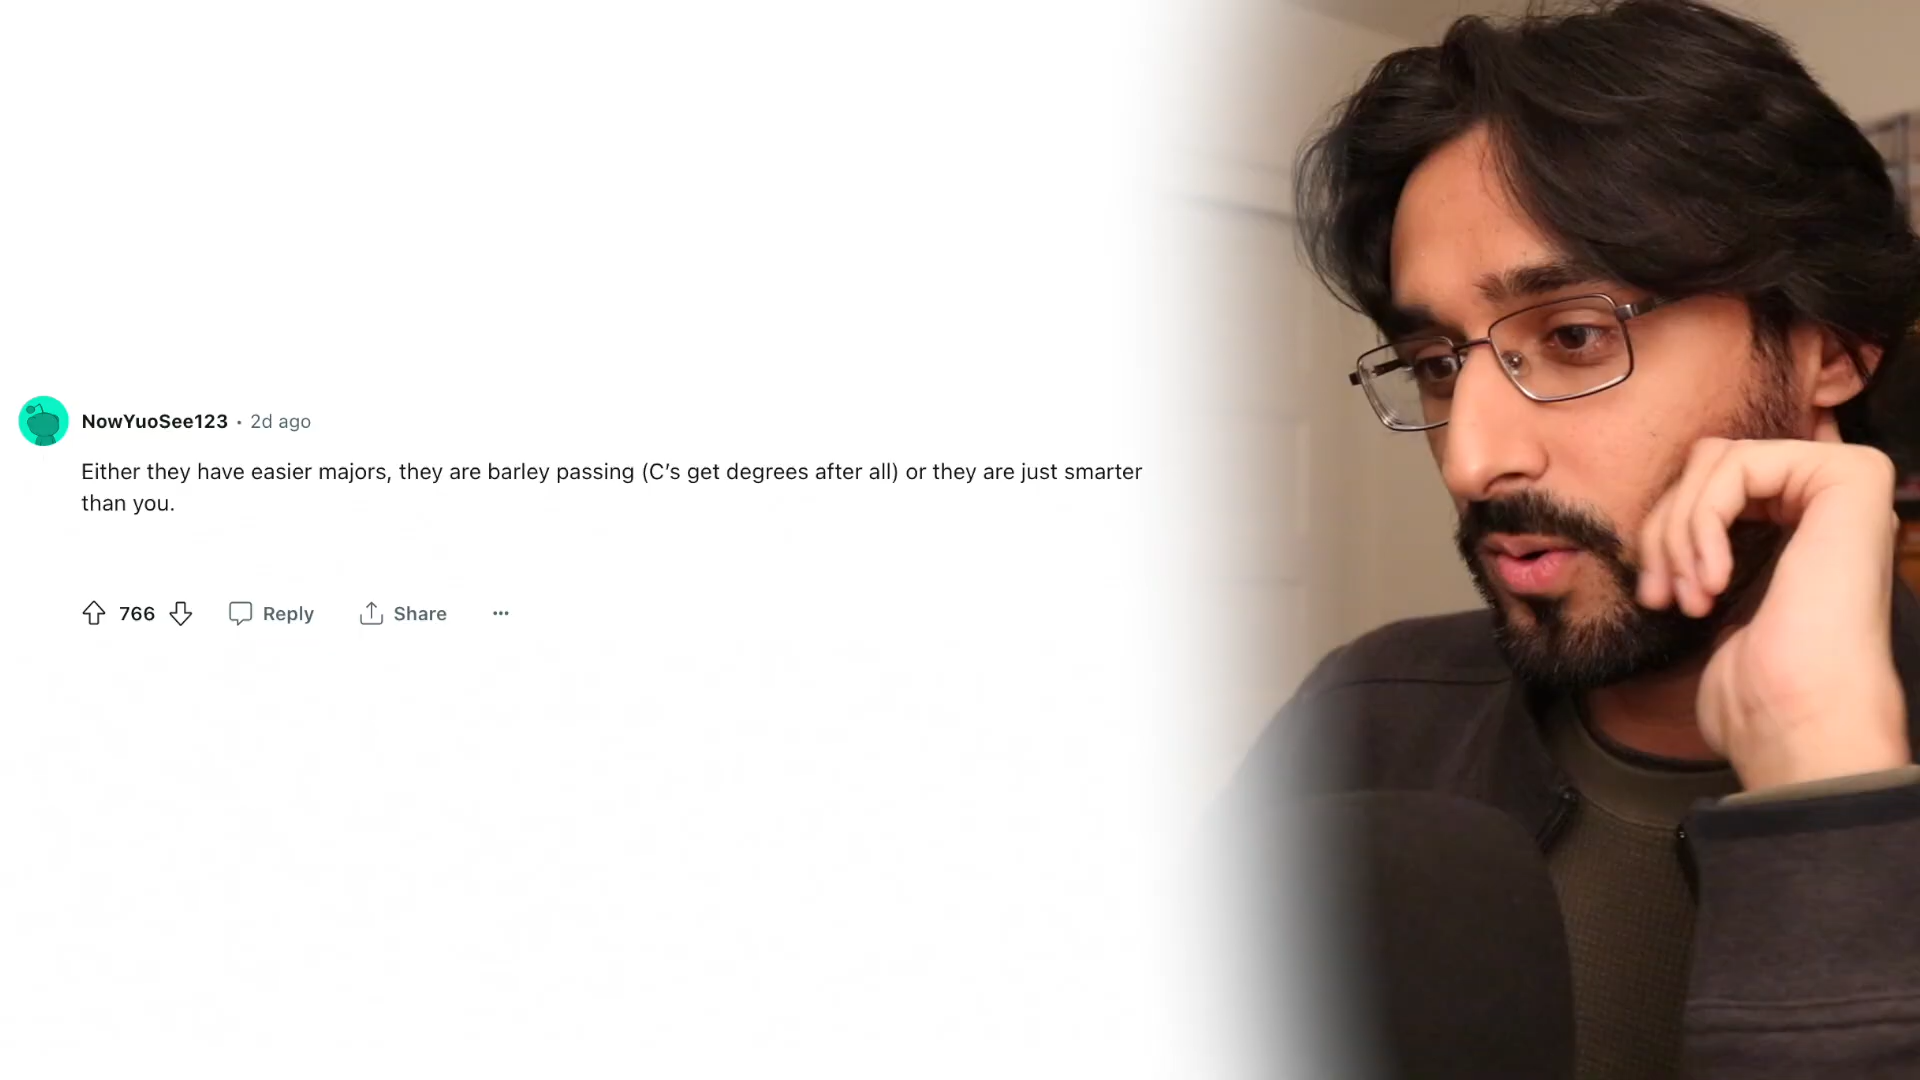 NowYuoSee123 · 2d ago
Either they have easier majors, they are barley passing (C’s get degrees after all) or they are just smarter
than you.
766 Reply Share ···